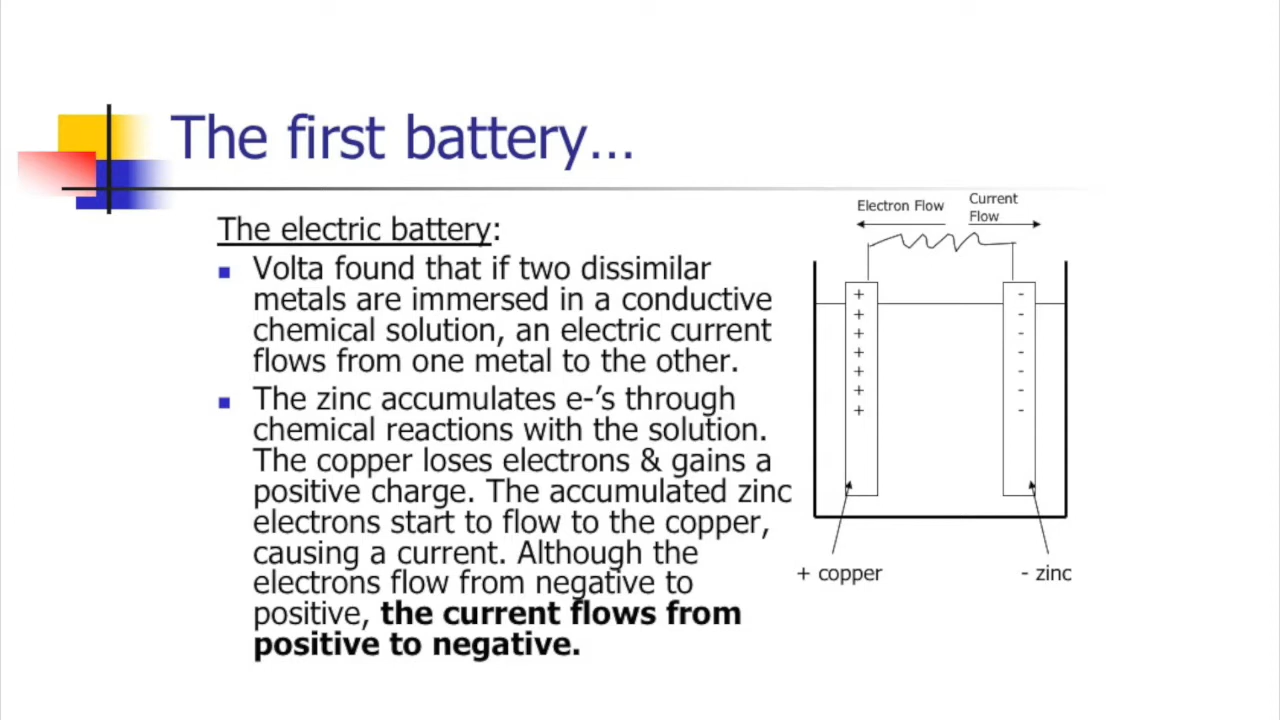 The first battery...
The electric battery:
Volta found that if two dissimilar
metals are immersed in a conductive
chemical solution, an electric current
flows from one metal to the other.
The zinc accumulates e-’s through
chemical reactions with the solution.
The copper loses electrons & gains a
positive charge. The accumulated zinc
electrons start to flow to the copper,
causing a current. Although the
electrons flow from negative to
positive, the current flows from
positive to negative.
Electron Flow
Current
Flow
+ -
+ -
+ -
+ -
+ -
+ -
+ -
+ copper
- zinc